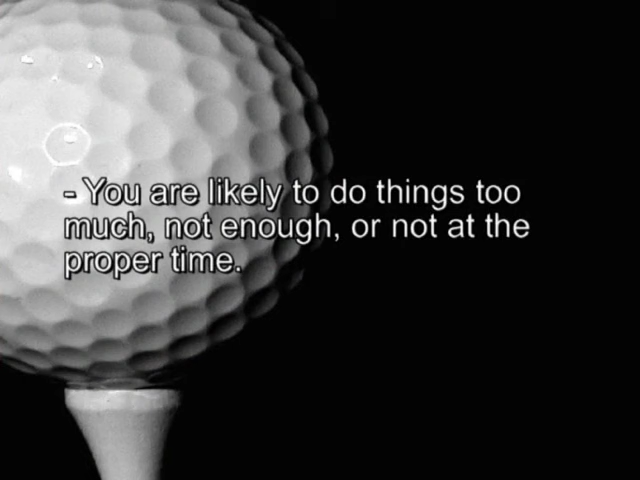 - You are likely to do things too
much, not enough, or not at the
proper time.